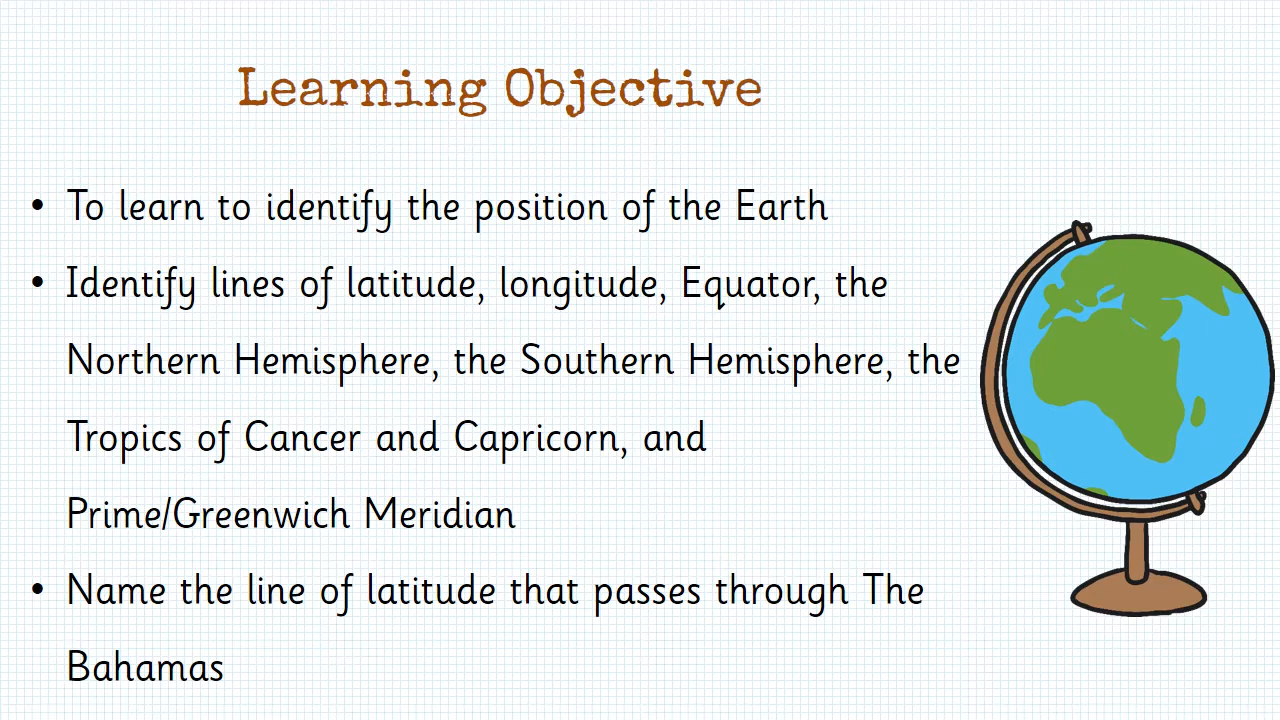 Learning Objective
• To learn to identify the position of the Earth
• Identify lines of latitude, longitude, Equator, the
Northern Hemisphere, the Southern Hemisphere, the
Tropics of Cancer and Capricorn, and
Prime/Greenwich Meridian
• Name the line of latitude that passes through The
Bahamas